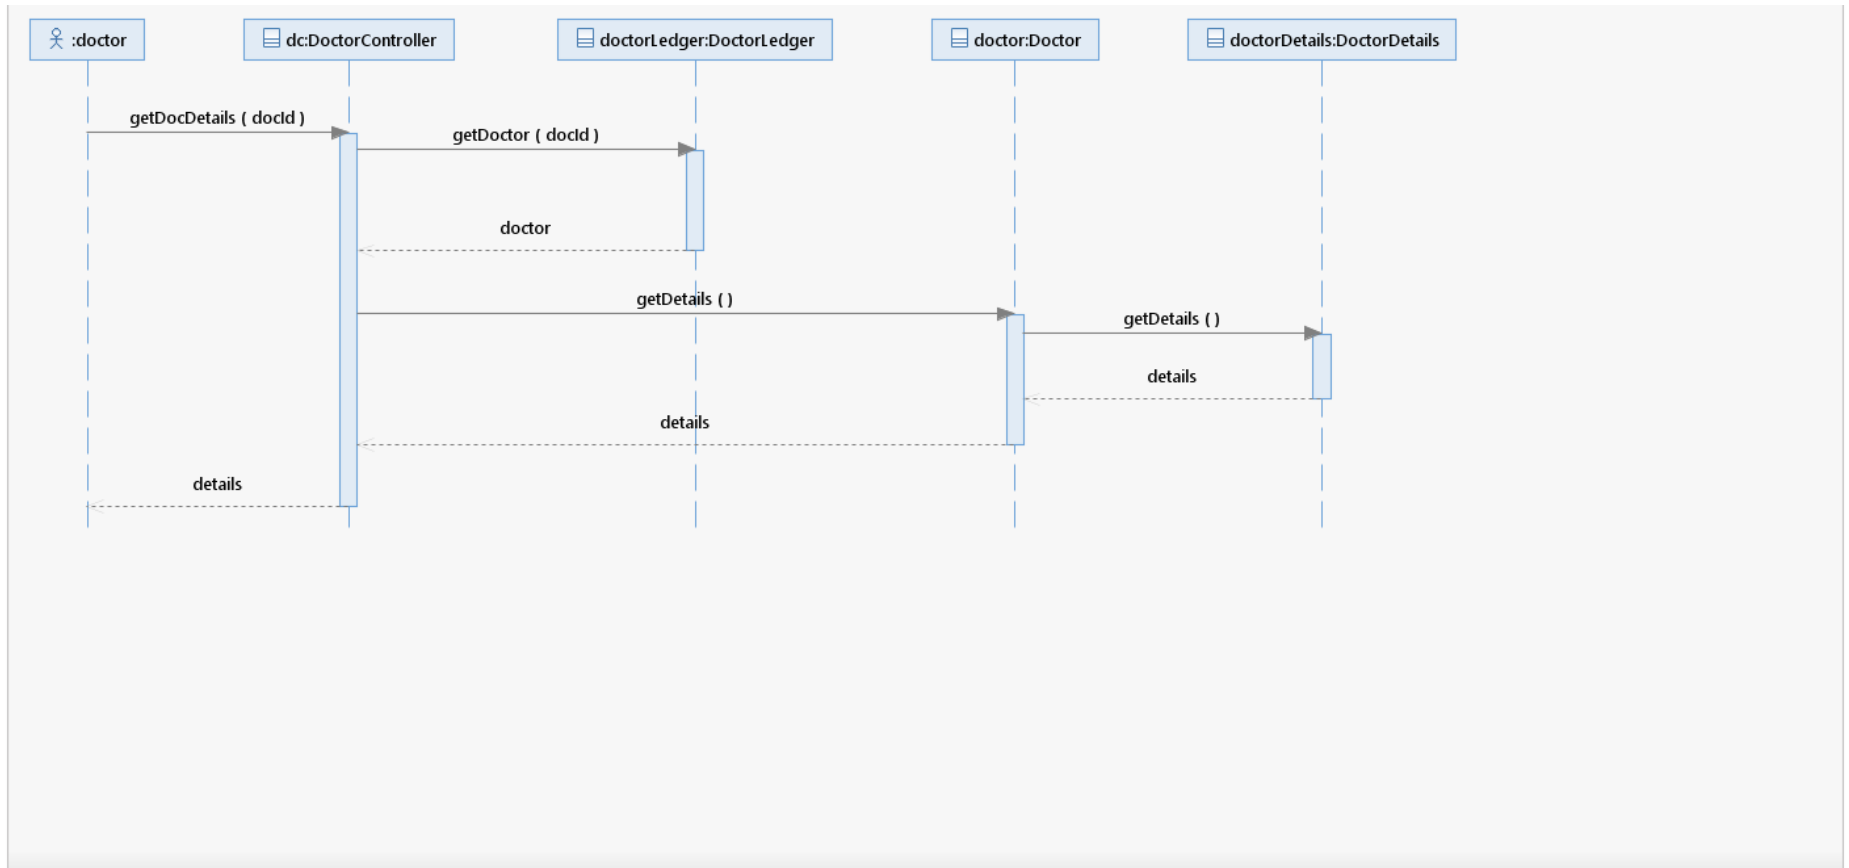 :doctor
dc:DoctorController
doctorLedger:DoctorLedger
doctor:Doctor
doctorDetails:DoctorDetails
getDocDetails ( docId )
getDoctor ( docId )
doctor
getDetails ( )
getDetails ( )
details
details
details